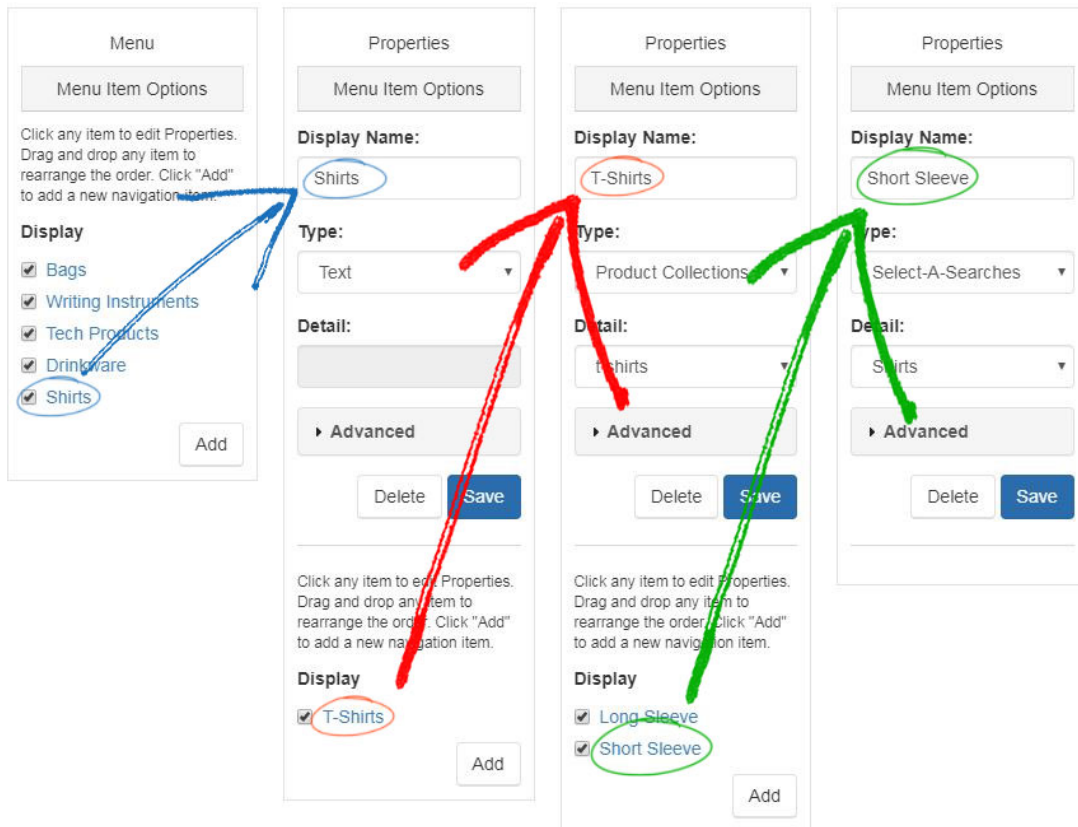 Menu
Menu Item Options
Click any item to edit Properties.
Drag and drop any item to
rearrange the order. Click "Add"
to add a new navigation item.
Display
Bags
Writing Instruments
Tech Products
Drinkware
Shirts
Add
Properties
Menu Item Options
Display Name:
Shirts
Type:
Text
Detail:
Advanced
Delete
Save
Click any item to edit Properties.
Drag and drop any item to
rearrange the order. Click "Add"
to add a new navigation item.
Display
T-Shirts
Add
Properties
Menu Item Options
Display Name:
T-Shirts
Type:
Product Collections
Detail:
t-shirts
Advanced
Delete
Save
Click any item to edit Properties.
Drag and drop any item to
rearrange the order. Click "Add"
to add a new navigation item.
Display
Long Sleeve
Short Sleeve
Add
Properties
Menu Item Options
Display Name:
Short Sleeve
Type:
Select-A-Searches
Detail:
Shirts
Advanced
Delete
Save